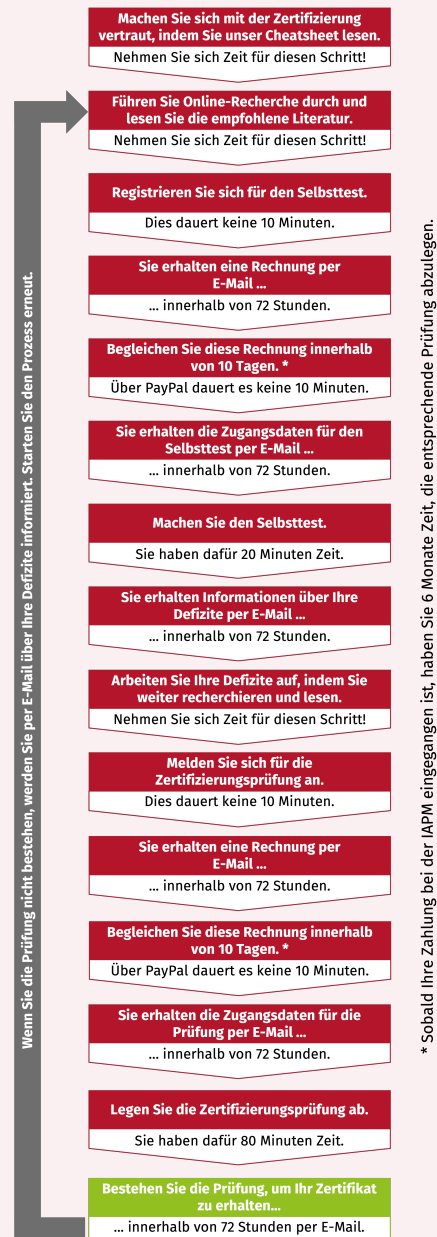 Machen Sie sich mit der Zertifizierung
vertraut, indem Sie unser Cheatsheet lesen.
Nehmen Sie sich Zeit für diesen Schritt!
Führen Sie Online-Recherche durch und
lesen Sie die empfohlene Literatur.
Nehmen Sie sich Zeit für diesen Schritt!
Registrieren Sie sich für den Selbsttest.
Dies dauert keine 10 Minuten.
Sie erhalten eine Rechnung per
E-Mail ...
... innerhalb von 72 Stunden.
Begleichen Sie diese Rechnung innerhalb
von 10 Tagen. *
Über PayPal dauert es keine 10 Minuten.
Sie erhalten die Zugangsdaten für den
Selbsttest per E-Mail ...
... innerhalb von 72 Stunden.
Machen Sie den Selbsttest.
Sie haben dafür 20 Minuten Zeit.
Sie erhalten Informationen über Ihre
Defizite per E-Mail ...
... innerhalb von 72 Stunden.
Arbeiten Sie Ihre Defizite auf, indem Sie
weiter recherchieren und lesen.
Nehmen Sie sich Zeit für diesen Schritt!
Melden Sie sich für die
Zertifizierungsprüfung an.
Dies dauert keine 10 Minuten.
Sie erhalten eine Rechnung per
E-Mail ...
... innerhalb von 72 Stunden.
Begleichen Sie diese Rechnung innerhalb
von 10 Tagen. *
Über PayPal dauert es keine 10 Minuten.
Sie erhalten die Zugangsdaten für die
Prüfung per E-Mail ...
... innerhalb von 72 Stunden.
Legen Sie die Zertifizierungsprüfung ab.
Sie haben dafür 80 Minuten Zeit.
Bestehen Sie die Prüfung, um Ihr Zertifikat
zu erhalten...
... innerhalb von 72 Stunden per E-Mail.
Wenn Sie die Prüfung nicht bestehen, werden Sie per E-Mail über Ihre Defizite informiert. Starten Sie den Prozess erneut.
* Sobald Ihre Zahlung bei der IAPM eingegangen ist, haben Sie 6 Monate Zeit, die entsprechende Prüfung abzulegen.